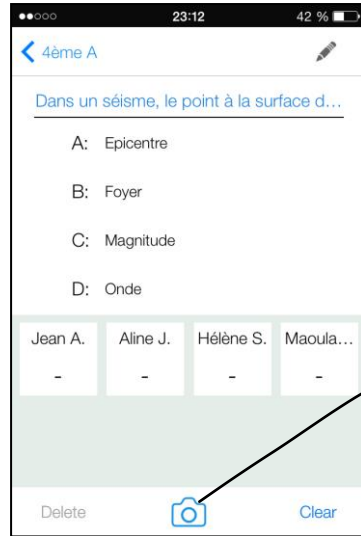 23:12
42 %
4ème A
Dans un séisme, le point à la surface d...
A: Epicentre
B: Foyer
C: Magnitude
D: Onde
Jean A. Aline J. Hélène S. Maoula...
- - - -
Delete Clear